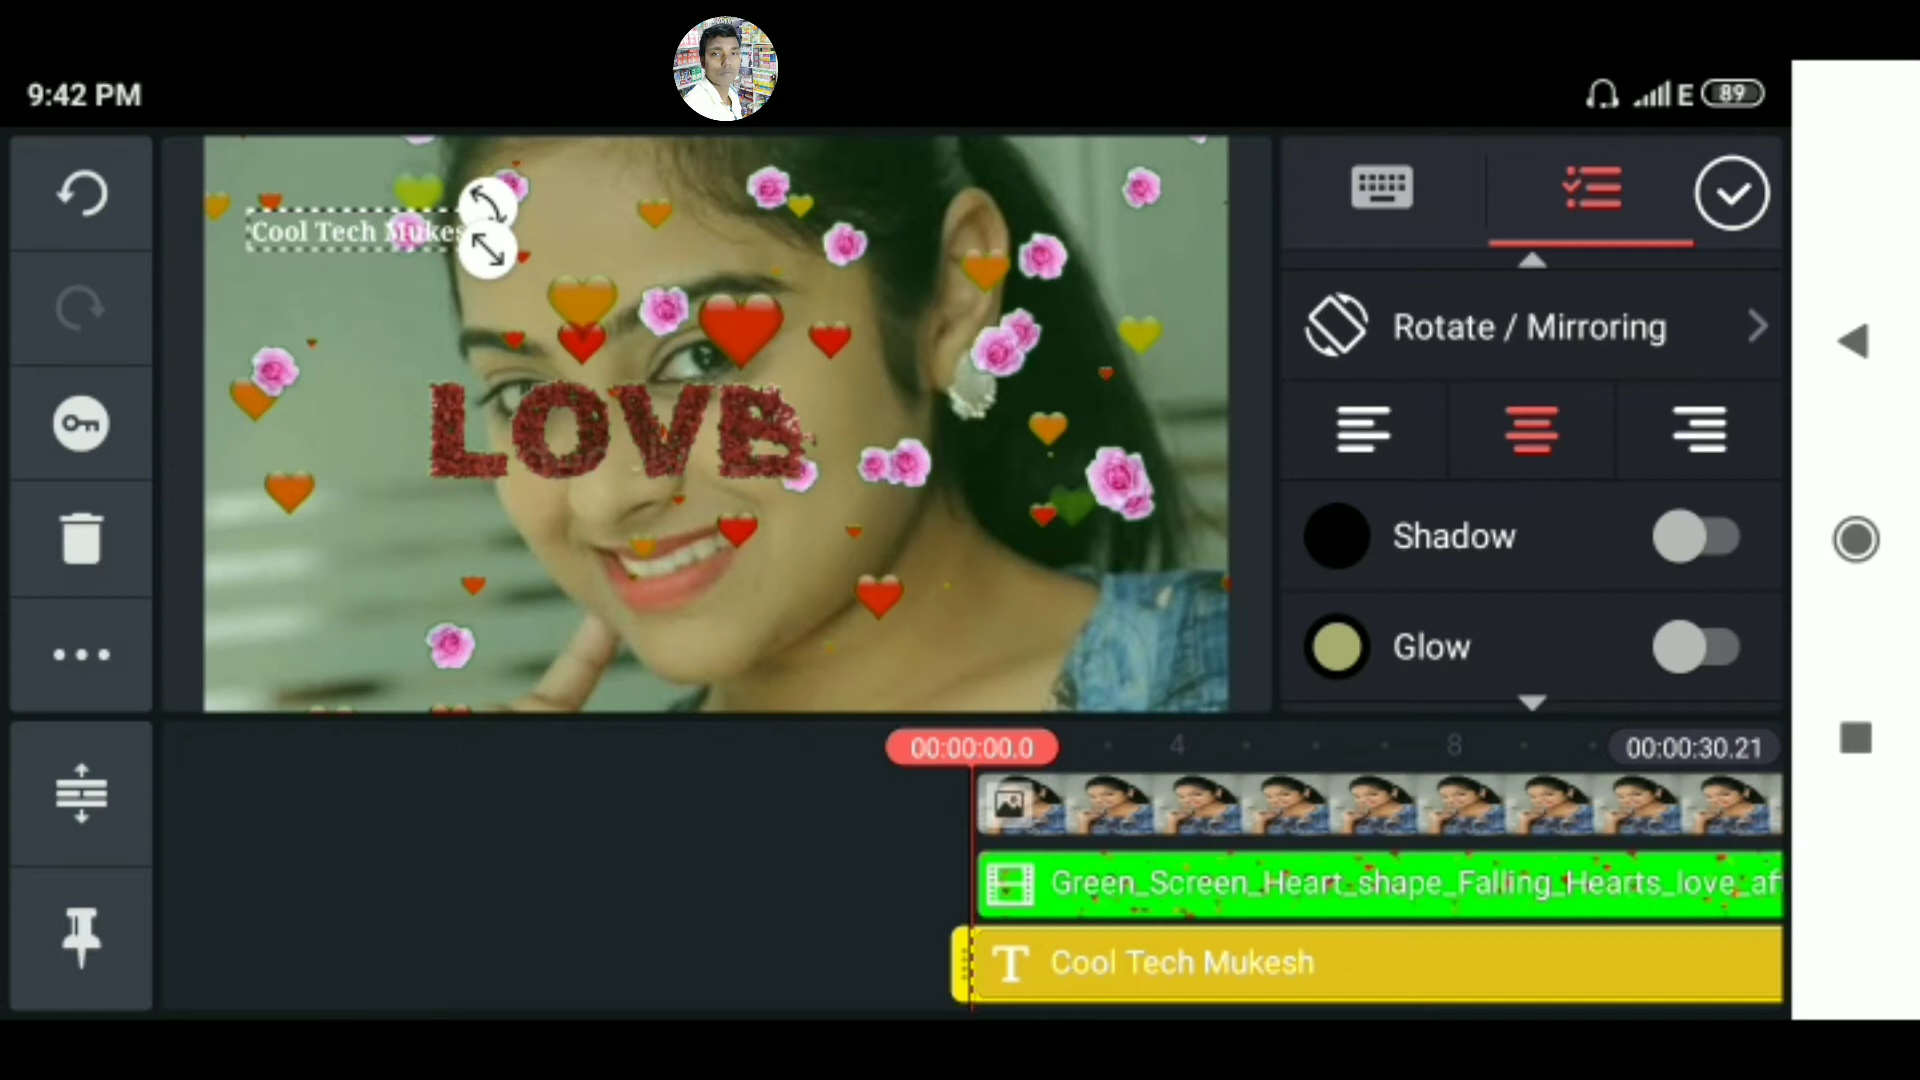 9:42 PM
E 89
Cool Tech Mukes
LOVE
Rotate / Mirroring
Shadow
Glow
00:00:00.0
4
8
00:00:30.21
Green_Screen_Heart_shape_Falling_Hearts_love_af
T Cool Tech Mukesh